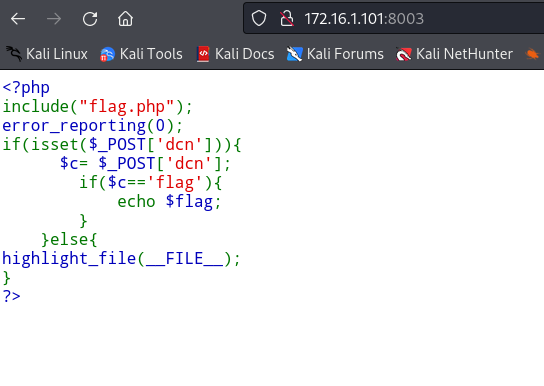 172.16.1.101:8003
Kali Linux Kali Tools Kali Docs Kali Forums Kali NetHunter
<?php
include("flag.php");
error_reporting(0);
if(isset($_POST['dcn'])){
      $c= $_POST['dcn'];
        if($c=='flag'){
            echo $flag;
        }
    }else{
highlight_file(__FILE__);
}
?>